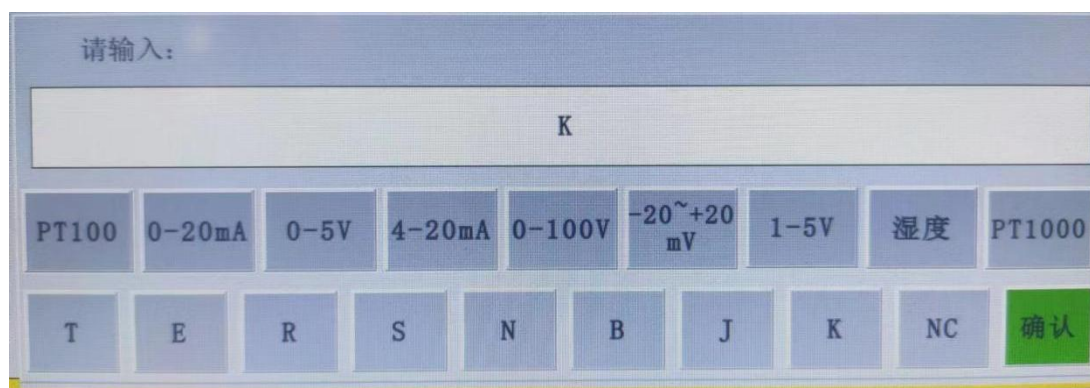 请输入：
K
PT100 0-20mA 0-5V 4-20mA 0-100V -20~+20 mV 1-5V 湿度 PT1000
T E R S N B J K NC 确认